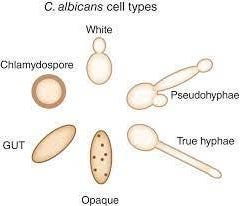 C. albicans cell types
White
Chlamydospore
Pseudohyphae
GUT
True hyphae
Opaque